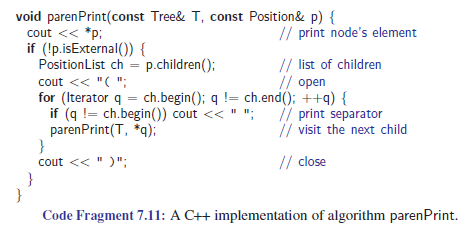 void parenPrint(const Tree& T, const Position& p) {
cout << *p; // print node's element
if (!p.isExternal()) {
PositionList ch = p.children(); // list of children
cout << "( "; // open
for (Iterator q = ch.begin(); q != ch.end(); ++q) {
if (q != ch.begin()) cout << " "; // print separator
parenPrint(T, *q); // visit the next child
}
cout << " )"; // close
}
}
Code Fragment 7.11: A C++ implementation of algorithm parenPrint.